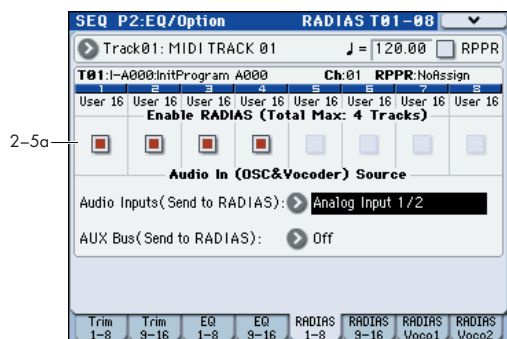 SEQ P2:EQ/Option RADIAS T01-08
Track01: MIDI TRACK 01 ♩= 120.00 RPPR
T01:I-A000:InitProgram A000 Ch:01 RPPR:NoAssign
1 2 3 4 5 6 7 8
User 16 User 16 User 16 User 16 User 16 User 16 User 16 User 16
Enable RADIAS (Total Max: 4 Tracks)
2–5a
Audio In (OSC&Vocoder) Source
Audio Inputs(Send to RADIAS): Analog Input 1/2
AUX Bus(Send to RADIAS): Off
Trim 1-8 Trim 9-16 EQ 1-8 EQ 9-16 RADIAS 1-8 RADIAS 9-16 RADIAS Voco1 RADIAS Voco2